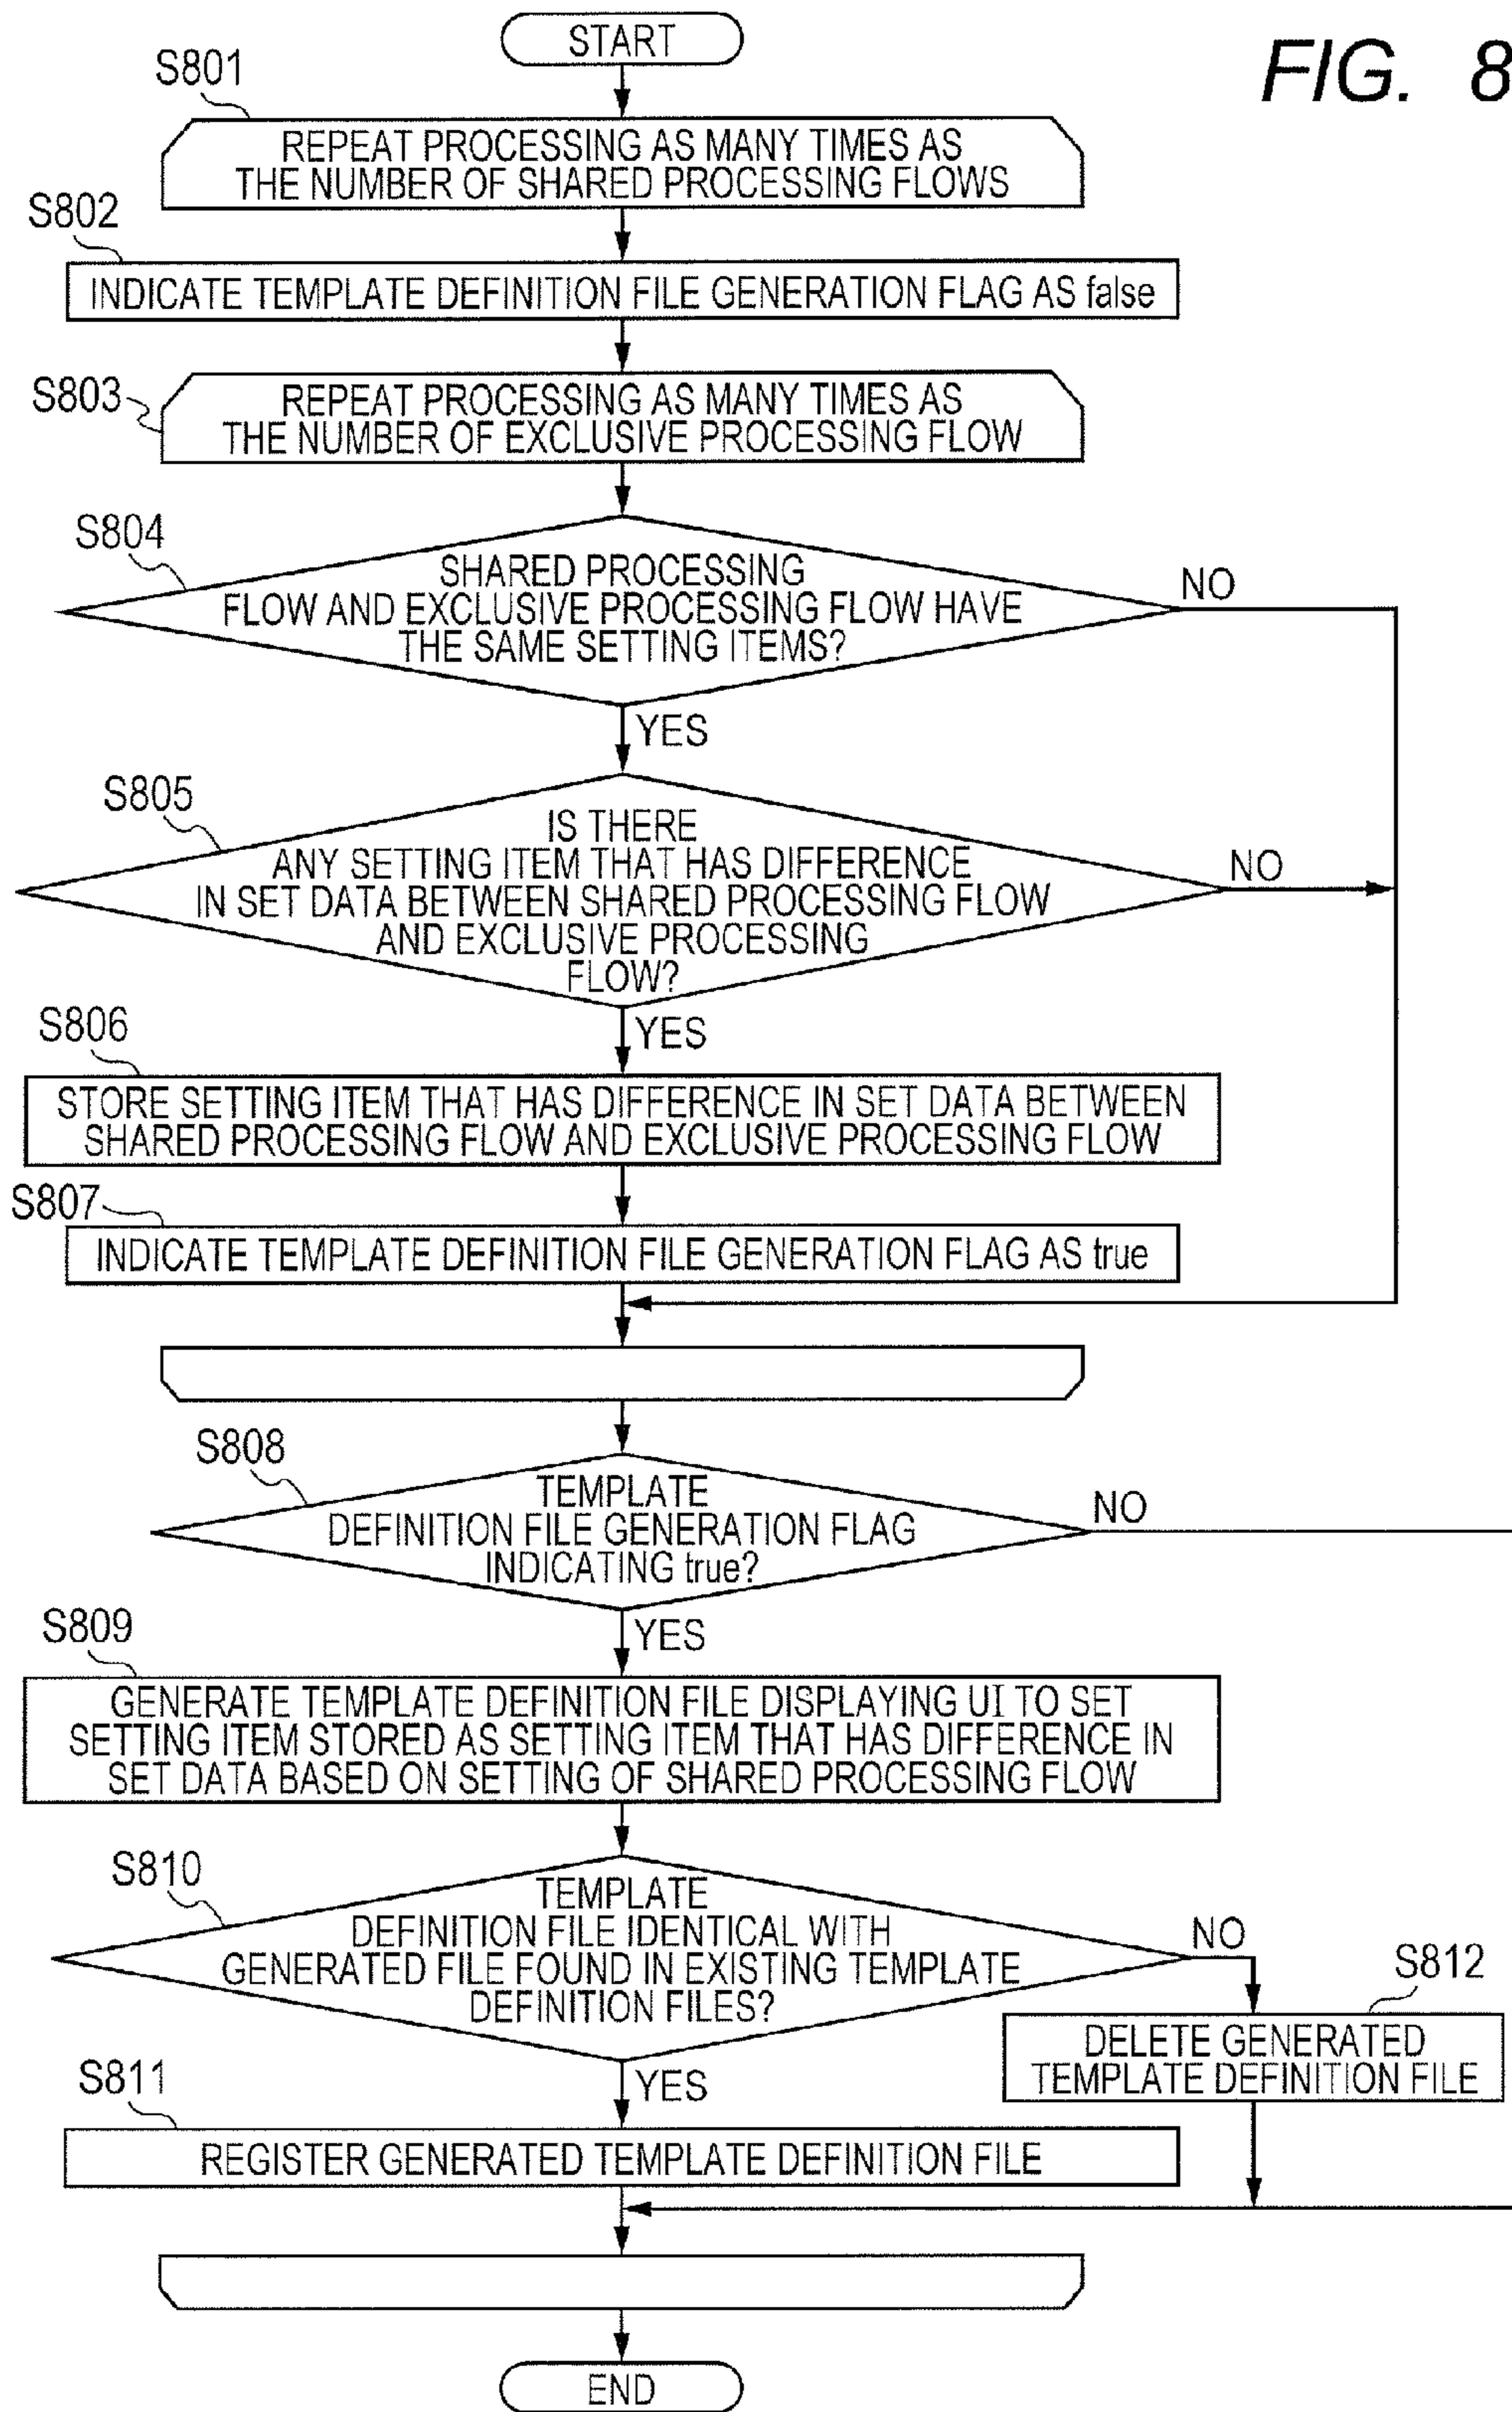 START
FIG. 8
S801
REPEAT PROCESSING AS MANY TIMES AS
THE NUMBER OF SHARED PROCESSING FLOWS
S802
INDICATE TEMPLATE DEFINITION FILE GENERATION FLAG AS false
S803
REPEAT PROCESSING AS MANY TIMES AS
THE NUMBER OF EXCLUSIVE PROCESSING FLOW
S804
SHARED PROCESSING
FLOW AND EXCLUSIVE PROCESSING FLOW HAVE
THE SAME SETTING ITEMS?
NO
YES
S805
IS THERE
ANY SETTING ITEM THAT HAS DIFFERENCE
IN SET DATA BETWEEN SHARED PROCESSING FLOW
AND EXCLUSIVE PROCESSING
FLOW?
NO
YES
S806
STORE SETTING ITEM THAT HAS DIFFERENCE IN SET DATA BETWEEN
SHARED PROCESSING FLOW AND EXCLUSIVE PROCESSING FLOW
S807
INDICATE TEMPLATE DEFINITION FILE GENERATION FLAG AS true
S808
TEMPLATE
DEFINITION FILE GENERATION FLAG
INDICATING true?
NO
YES
S809
GENERATE TEMPLATE DEFINITION FILE DISPLAYING UI TO SET
SETTING ITEM STORED AS SETTING ITEM THAT HAS DIFFERENCE IN
SET DATA BASED ON SETTING OF SHARED PROCESSING FLOW
S810
TEMPLATE
DEFINITION FILE IDENTICAL WITH
GENERATED FILE FOUND IN EXISTING TEMPLATE
DEFINITION FILES?
NO
S812
DELETE GENERATED
TEMPLATE DEFINITION FILE
YES
S811
REGISTER GENERATED TEMPLATE DEFINITION FILE
END